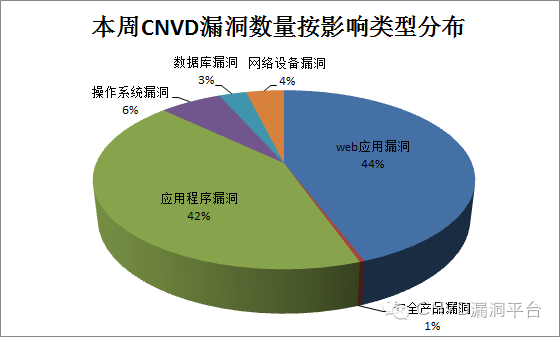 本周CNVD漏洞数量按影响类型分布
数据库漏洞
3%
网络设备漏洞
4%
操作系统漏洞
6%
web应用漏洞
44%
应用程序漏洞
42%
全产品漏洞
1%
漏洞平台